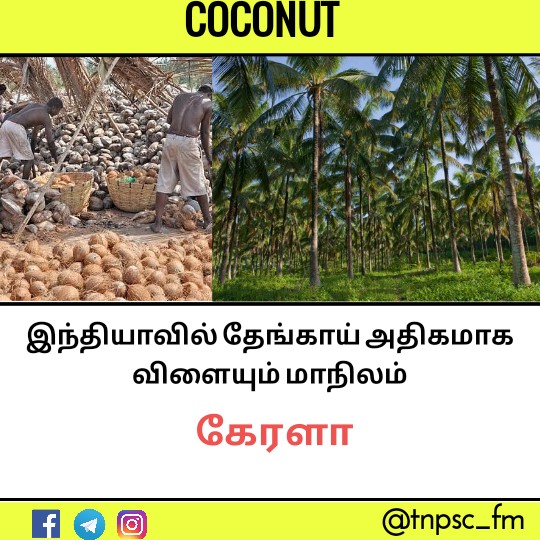 COCONUT
இந்தியாவில் தேங்காய் அதிகமாக
விளையும் மாநிலம்
கேரளா
@tnpsc_fm